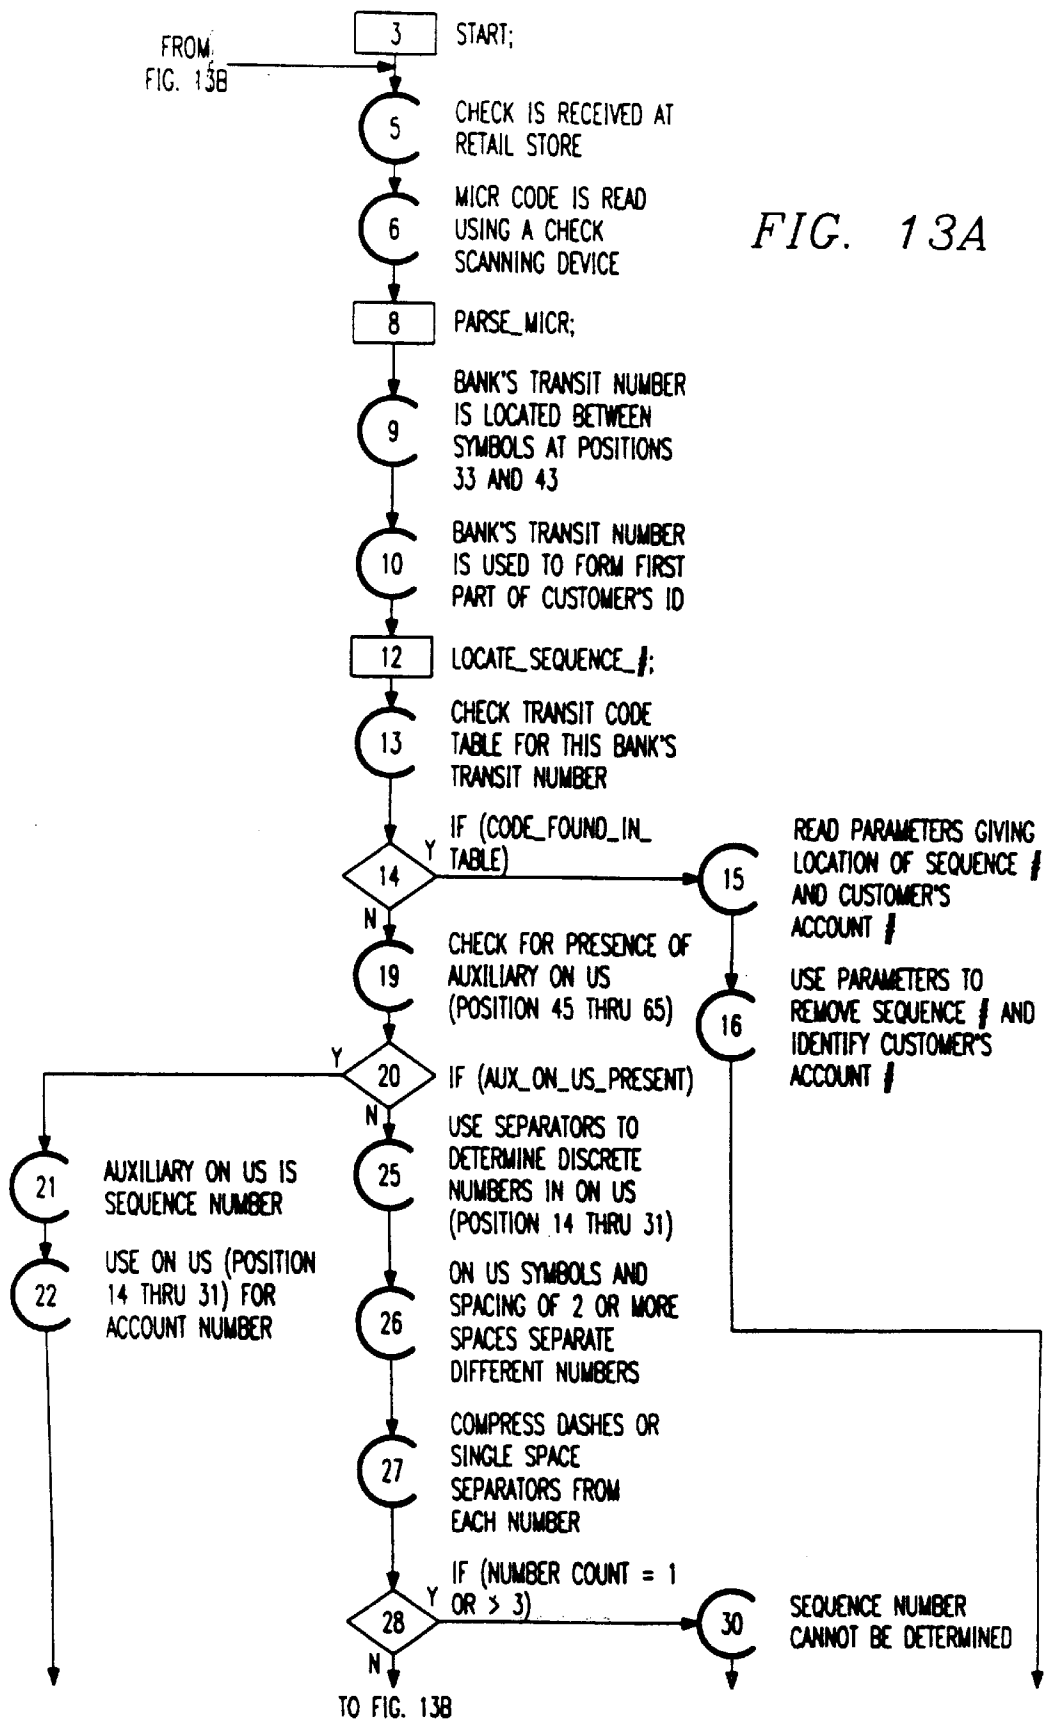 3 START;
FROM
FIG. 13B
5 CHECK IS RECEIVED AT
RETAIL STORE
6 MICR CODE IS READ
USING A CHECK
SCANNING DEVICE
FIG. 13A
8 PARSE_MICR;
9 BANK'S TRANSIT NUMBER
IS LOCATED BETWEEN
SYMBOLS AT POSITIONS
33 AND 43
10 BANK'S TRANSIT NUMBER
IS USED TO FORM FIRST
PART OF CUSTOMER'S ID
12 LOCATE_SEQUENCE_#;
13 CHECK TRANSIT CODE
TABLE FOR THIS BANK'S
TRANSIT NUMBER
14 Y IF (CODE_FOUND_IN_
TABLE)
N
15 READ PARAMETERS GIVING
LOCATION OF SEQUENCE #
AND CUSTOMER'S
ACCOUNT #
16 USE PARAMETERS TO
REMOVE SEQUENCE # AND
IDENTIFY CUSTOMER'S
ACCOUNT #
19 CHECK FOR PRESENCE OF
AUXILIARY ON US
(POSITION 45 THRU 65)
Y 20 IF (AUX_ON_US_PRESENT)
N
21 AUXILIARY ON US IS
SEQUENCE NUMBER
22 USE ON US (POSITION
14 THRU 31) FOR
ACCOUNT NUMBER
25 USE SEPARATORS TO
DETERMINE DISCRETE
NUMBERS IN ON US
(POSITION 14 THRU 31)
26 ON US SYMBOLS AND
SPACING OF 2 OR MORE
SPACES SEPARATE
DIFFERENT NUMBERS
27 COMPRESS DASHES OR
SINGLE SPACE
SEPARATORS FROM
EACH NUMBER
28 Y IF (NUMBER COUNT = 1
OR > 3)
N
30 SEQUENCE NUMBER
CANNOT BE DETERMINED
TO FIG. 13B